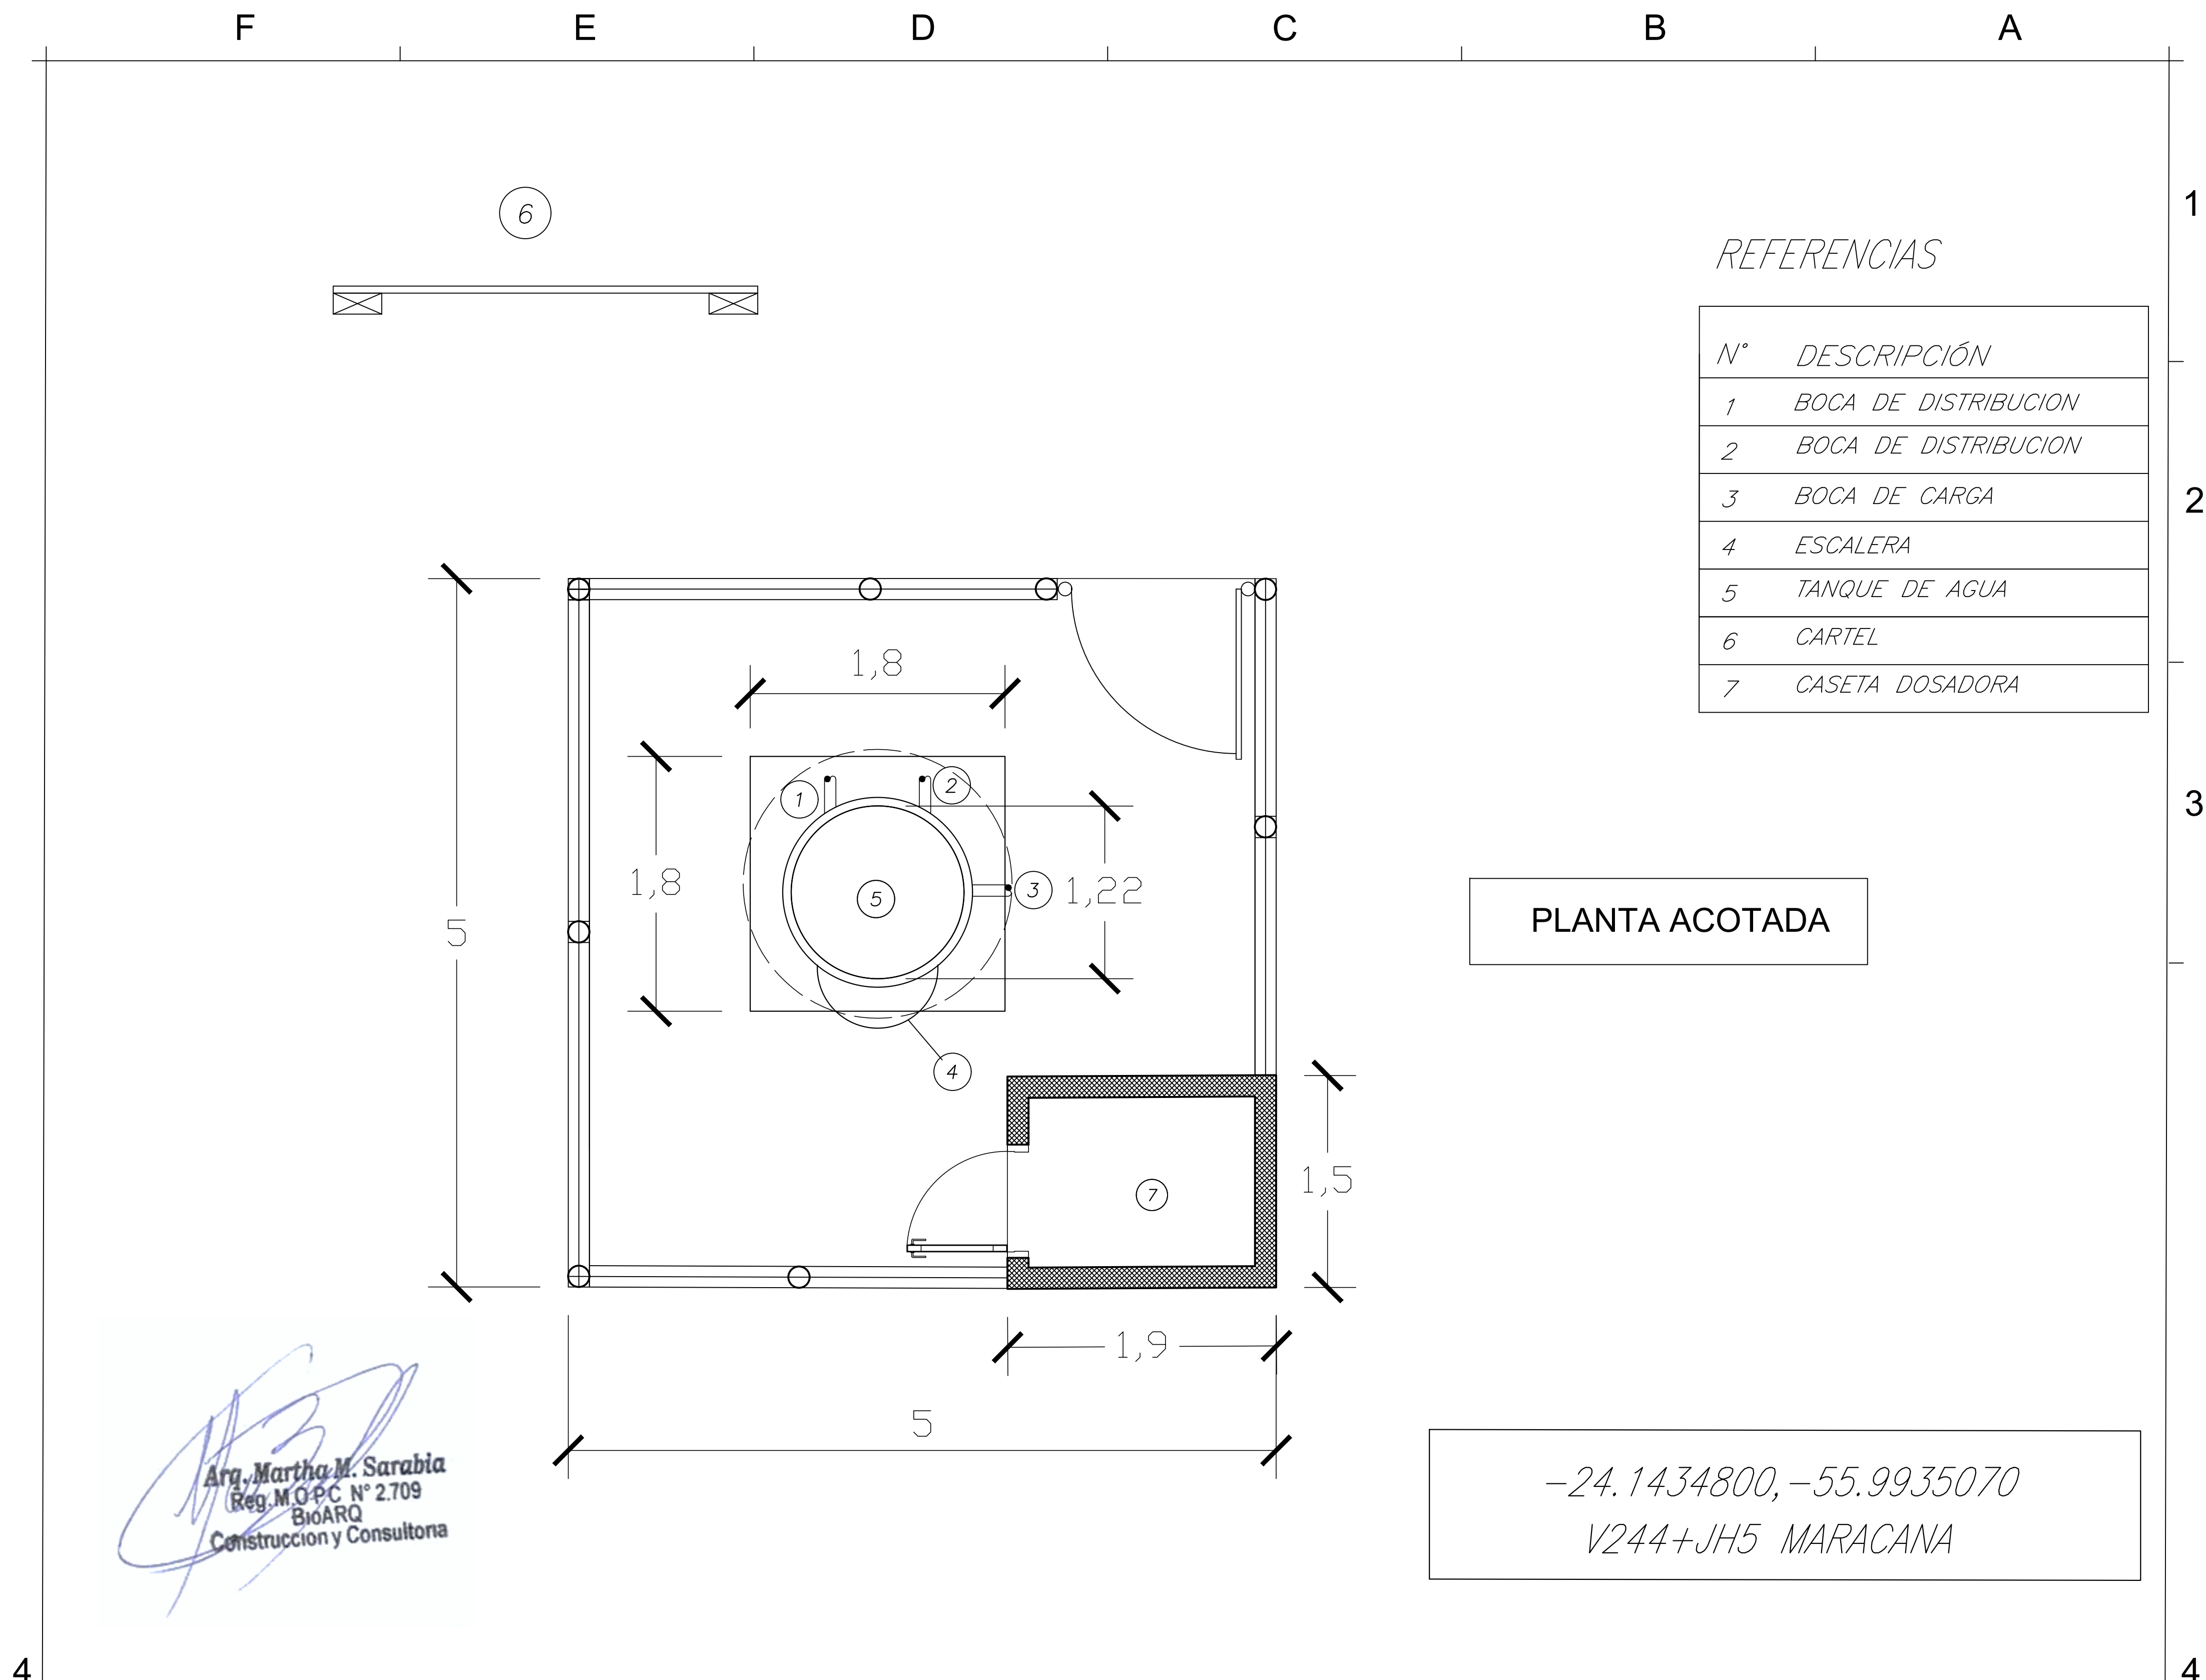 F E D C B A
6
1
REFERENCIAS
N° DESCRIPCIÓN
1 BOCA DE DISTRIBUCION
2 BOCA DE DISTRIBUCION
3 BOCA DE CARGA
4 ESCALERA
5 TANQUE DE AGUA
6 CARTEL
7 CASETA DOSADORA
2
3
1,8
1 2
1,8
5
3
1,22
5
4
PLANTA ACOTADA
7
1,5
1,9
5
Arq. Martha M. Sarabia
Reg. M.O.P.C N° 2.709
BioARQ
Construccion y Consultoria
-24.1434800,-55.9935070
V244+JH5 MARACANA
4 4